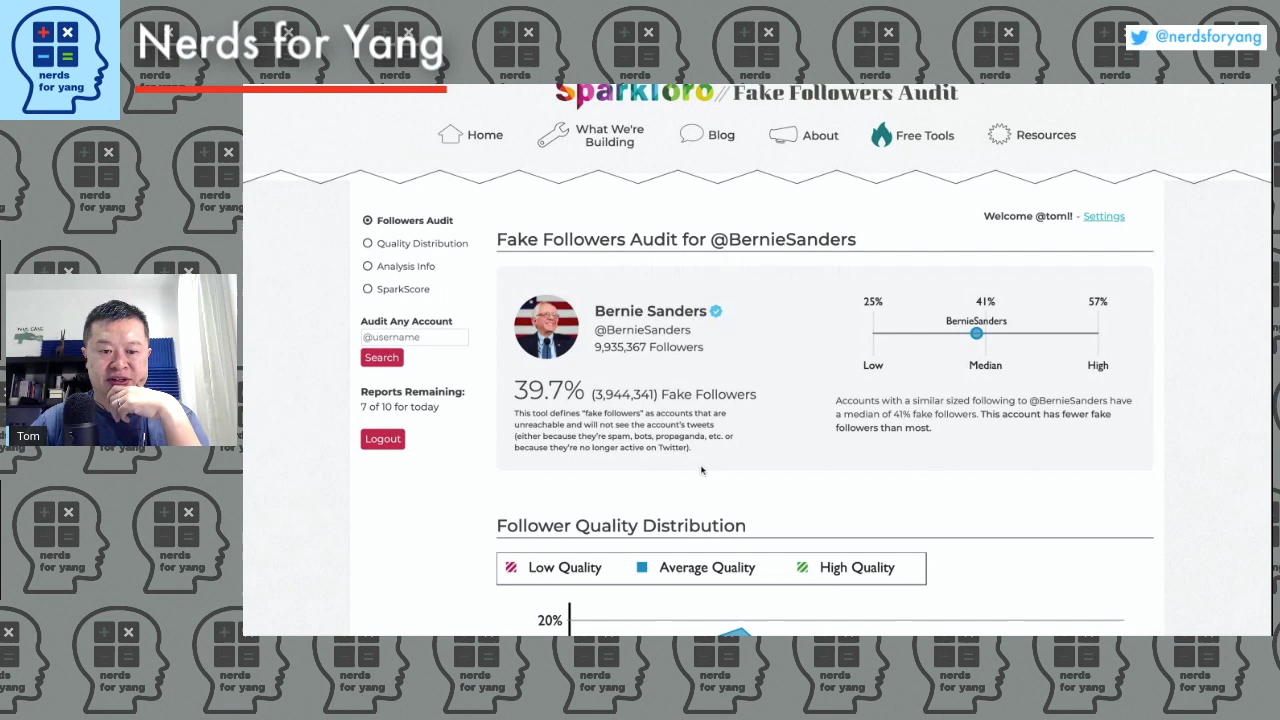 Nerds for Yang
@nerdsforyang
nerds
for yang
sparktoro // Fake Followers Audit
Home
What We're
Building
Blog
About
Free Tools
Resources
Welcome @toml! - Settings
Followers Audit
Quality Distribution
Analysis Info
SparkScore
Audit Any Account
@username
Search
Reports Remaining:
7 of 10 for today
Logout
Fake Followers Audit for @BernieSanders
Bernie Sanders
@BernieSanders
9,935,367 Followers
39.7% (3,944,341) Fake Followers
This tool defines "fake followers" as accounts that are
unreachable and will not see the account's tweets
(either because they're spam, bots, propaganda, etc. or
because they're no longer active on Twitter).
25% 41% 57%
BernieSanders
Low Median High
Accounts with a similar sized following to @BernieSanders have
a median of 41% fake followers. This account has fewer fake
followers than most.
Follower Quality Distribution
Low Quality Average Quality High Quality
20%
Tom